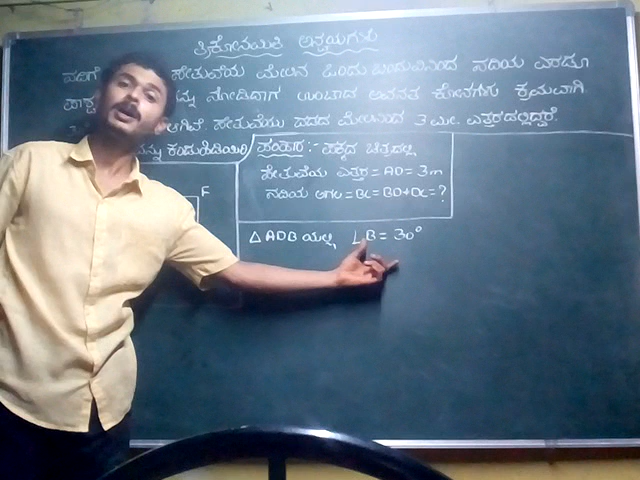 ತ್ರಿಕೋನಮಿತಿ ಅನ್ವಯಗಳು
ಸೇತುವೆಯ ಮೇಲಿನ ಒಂದು ಬಿಂದುವಿನಿಂದ ನದಿಯ ಎರಡೂ
ನೋಡಿದಾಗ ಉಂಟಾದ ಅವನತ ಕೋನಗಳು ಕ್ರಮವಾಗಿ
ಆಗಿವೆ. ಸೇತುವೆಯು ದಡದ ಮೇಲಿನಿಂದ 3 ಮೀ. ಎತ್ತರದಲ್ಲಿದ್ದರೆ.
ಕಂಡುಹಿಡಿಯಿರಿ
ಪರಿಹಾರ :- ಪಕ್ಕದ ಚಿತ್ರದಲ್ಲಿ
ಸೇತುವೆಯ ಎತ್ತರ = AD = 3m
ನದಿಯ ಅಗಲ = BC = BD + DC = ?
F
△ ADB ಯಲ್ಲಿ ∠B = 30°